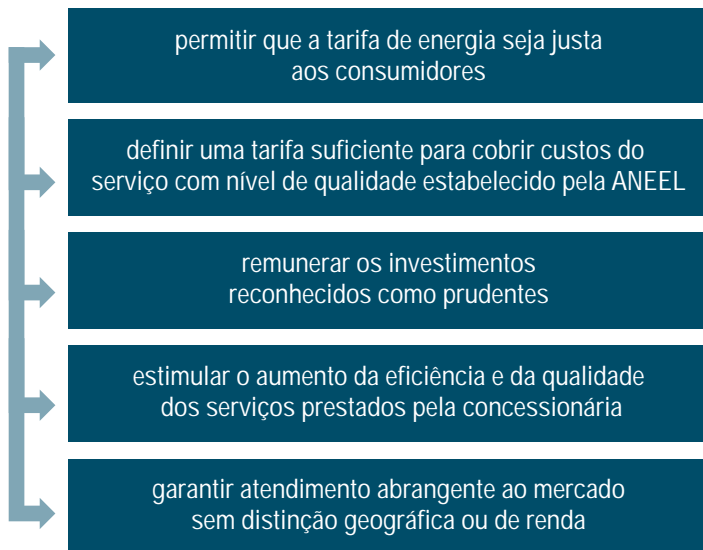 permitir que a tarifa de energia seja justa
aos consumidores
definir uma tarifa suficiente para cobrir custos do
serviço com nível de qualidade estabelecido pela ANEEL
remunerar os investimentos
reconhecidos como prudentes
estimular o aumento da eficiência e da qualidade
dos serviços prestados pela concessionária
garantir atendimento abrangente ao mercado
sem distinção geográfica ou de renda